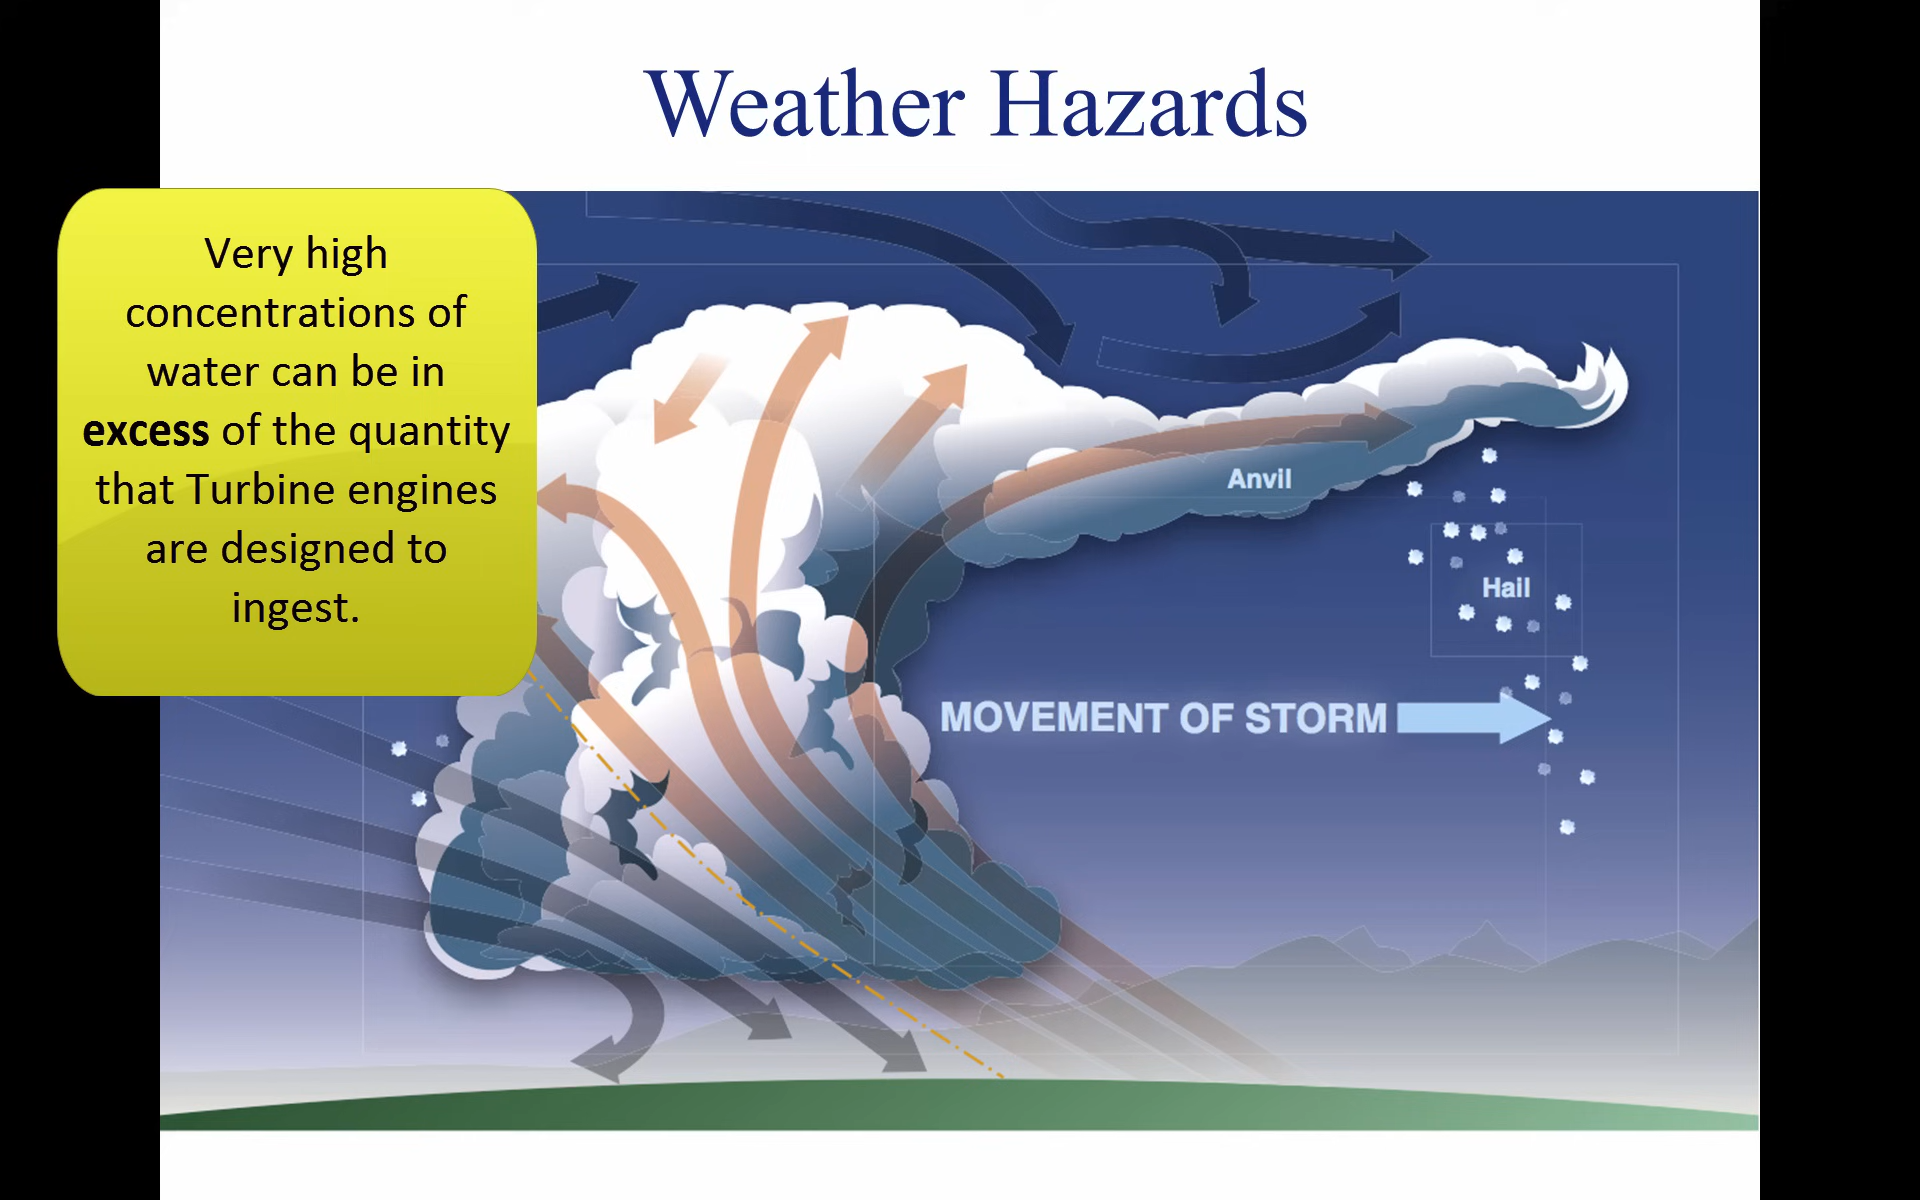 Weather Hazards
Very high
concentrations of
water can be in
excess of the quantity
that Turbine engines
are designed to
ingest.
Anvil
Hail
MOVEMENT OF STORM